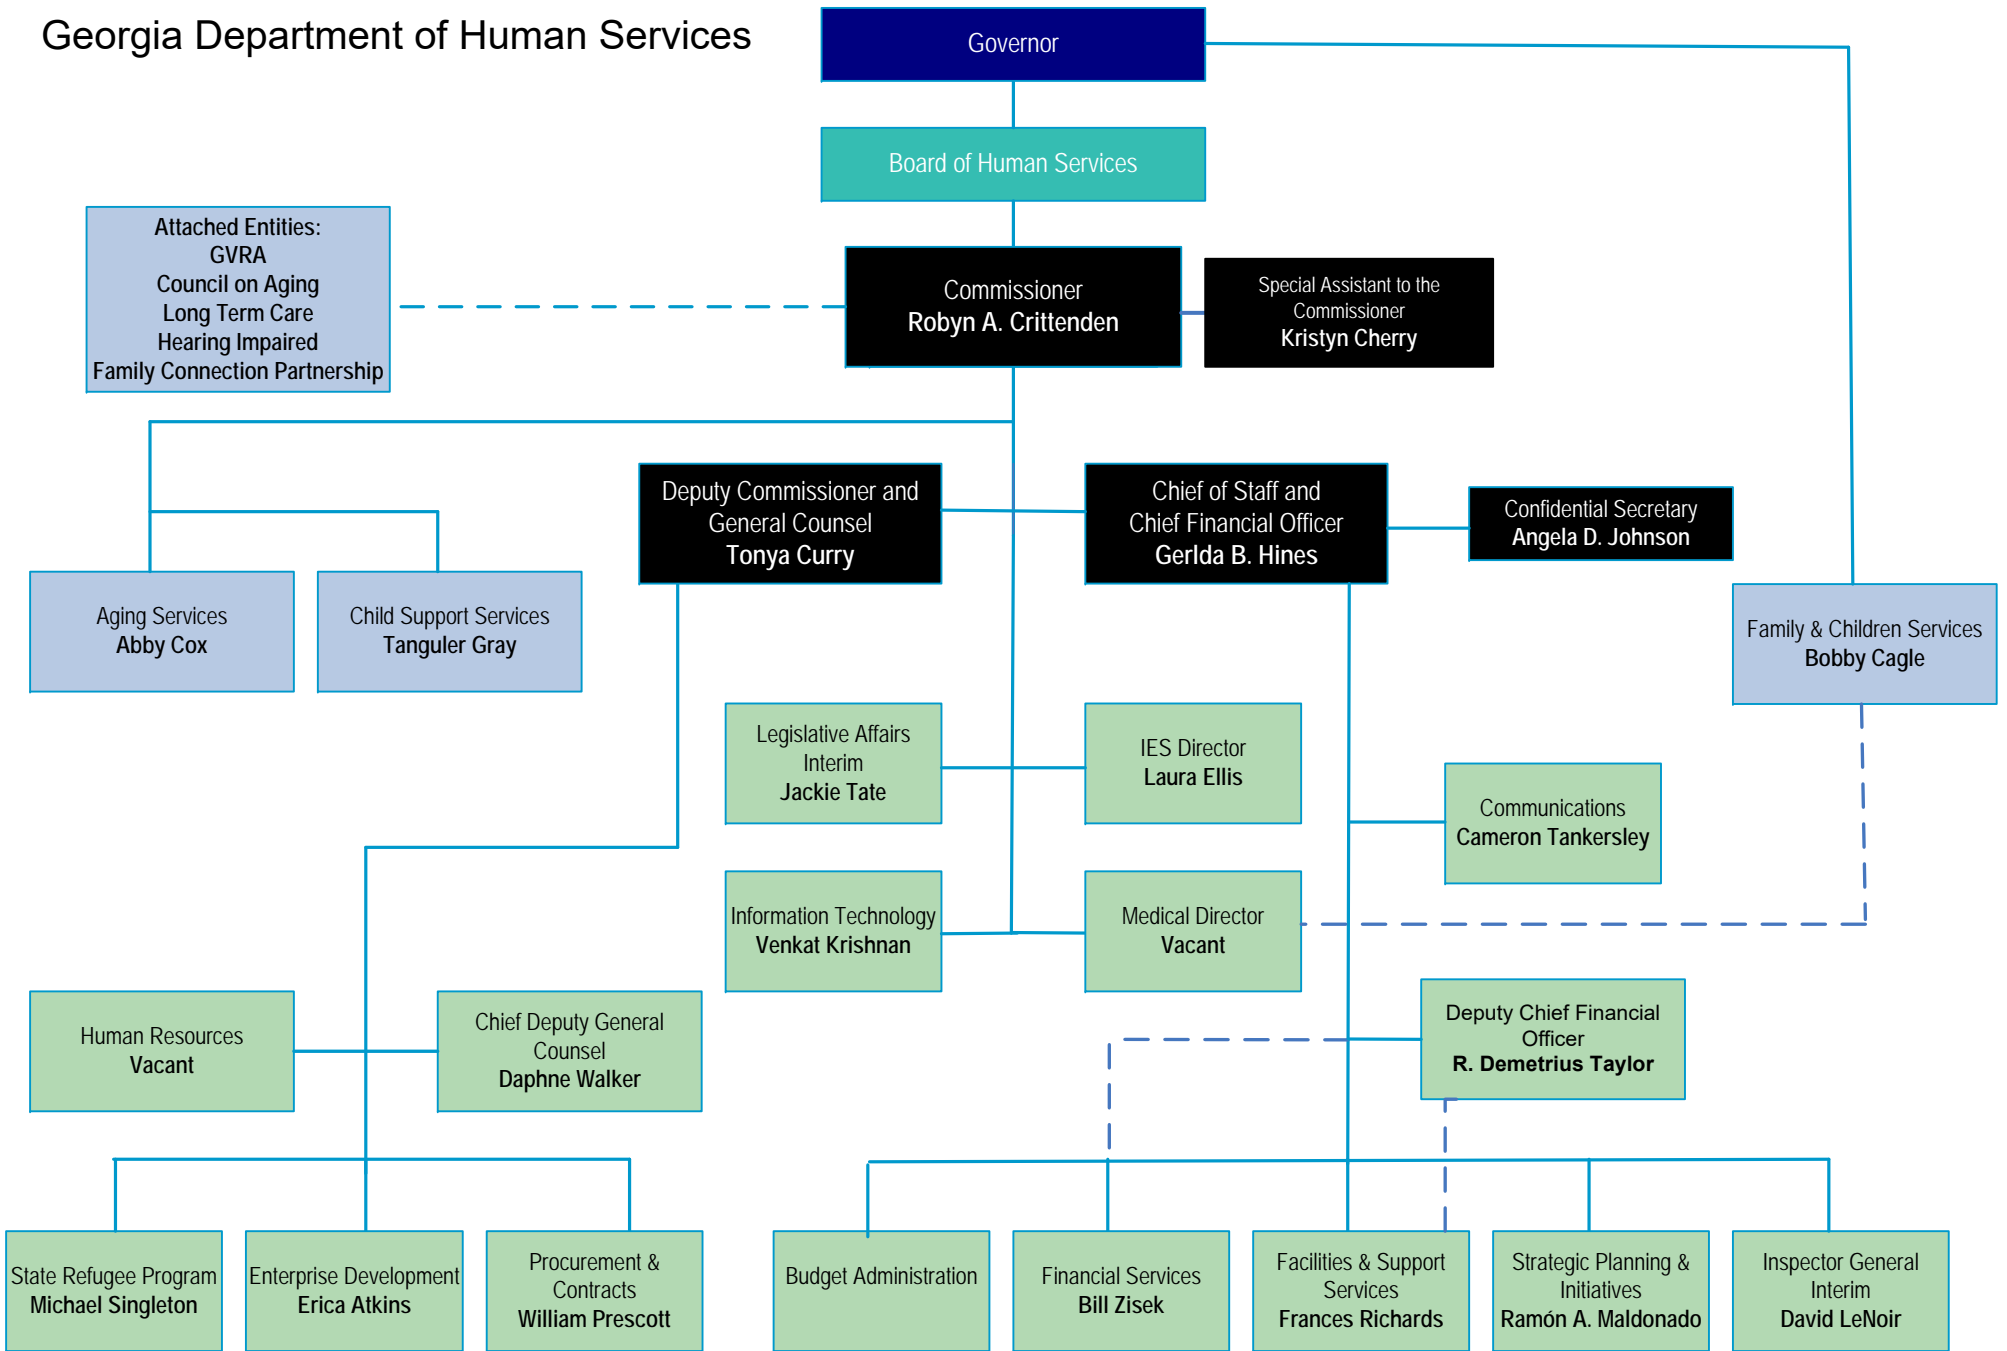 Georgia Department of Human Services
Governor
Board of Human Services
Attached Entities:
GVRA
Council on Aging
Long Term Care
Hearing Impaired
Family Connection Partnership
Commissioner
Robyn A. Crittenden
Special Assistant to the
Commissioner
Kristyn Cherry
Deputy Commissioner and
General Counsel
Tonya Curry
Chief of Staff and
Chief Financial Officer
Gerlda B. Hines
Confidential Secretary
Angela D. Johnson
Aging Services
Abby Cox
Child Support Services
Tanguler Gray
Family & Children Services
Bobby Cagle
Legislative Affairs
Interim
Jackie Tate
IES Director
Laura Ellis
Communications
Cameron Tankersley
Information Technology
Venkat Krishnan
Medical Director
Vacant
Human Resources
Vacant
Chief Deputy General
Counsel
Daphne Walker
Deputy Chief Financial
Officer
R. Demetrius Taylor
State Refugee Program
Michael Singleton
Enterprise Development
Erica Atkins
Procurement &
Contracts
William Prescott
Budget Administration
Financial Services
Bill Zisek
Facilities & Support
Services
Frances Richards
Strategic Planning &
Initiatives
Ramón A. Maldonado
Inspector General
Interim
David LeNoir